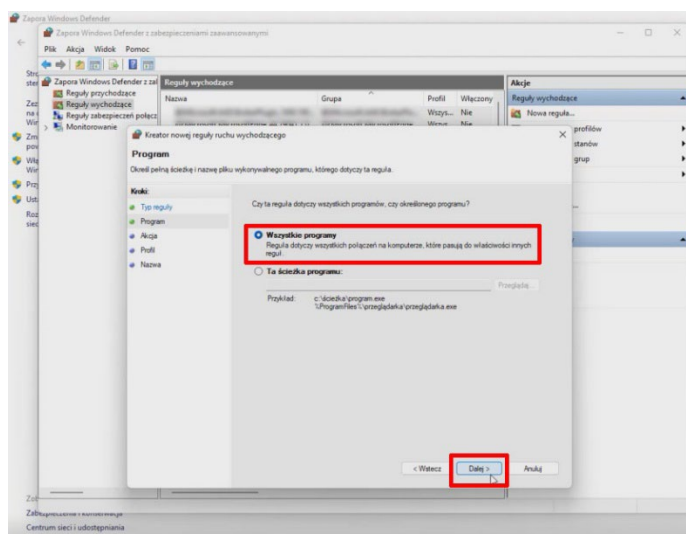 Zapora Windows Defender
Zapora Windows Defender z zabezpieczeniami zaawansowanymi
Plik Akcja Widok Pomoc
Zapora Windows Defender z zał
Reguły przychodzące
Reguły wychodzące
Reguły zabezpieczeń połącz
Monitorowanie
Reguły wychodzące
Nazwa Grupa Profil Włączony
Wszys... Nie
Wszys... Nie
Akcje
Reguły wychodzące
Nowa reguła...
profilów
stanów
grup
Kreator nowej reguły ruchu wychodzącego
Program
Określ pełną ścieżkę i nazwę pliku wykonywalnego programu, którego dotyczy ta reguła.
Kroki:
Typ reguły
Program
Akcja
Profil
Nazwa
Czy ta reguła dotyczy wszystkich programów, czy określonego programu?
Wszystkie programy
Reguła dotyczy wszystkich połączeń na komputerze, które pasują do właściwości innych
reguł.
Ta ścieżka programu:
Przeglądaj...
Przykład: c:\ścieżka\program.exe
%ProgramFiles%\przeglądarka\przeglądarka.exe
< Wstecz Dalej > Anuluj
Centrum sieci i udostępniania